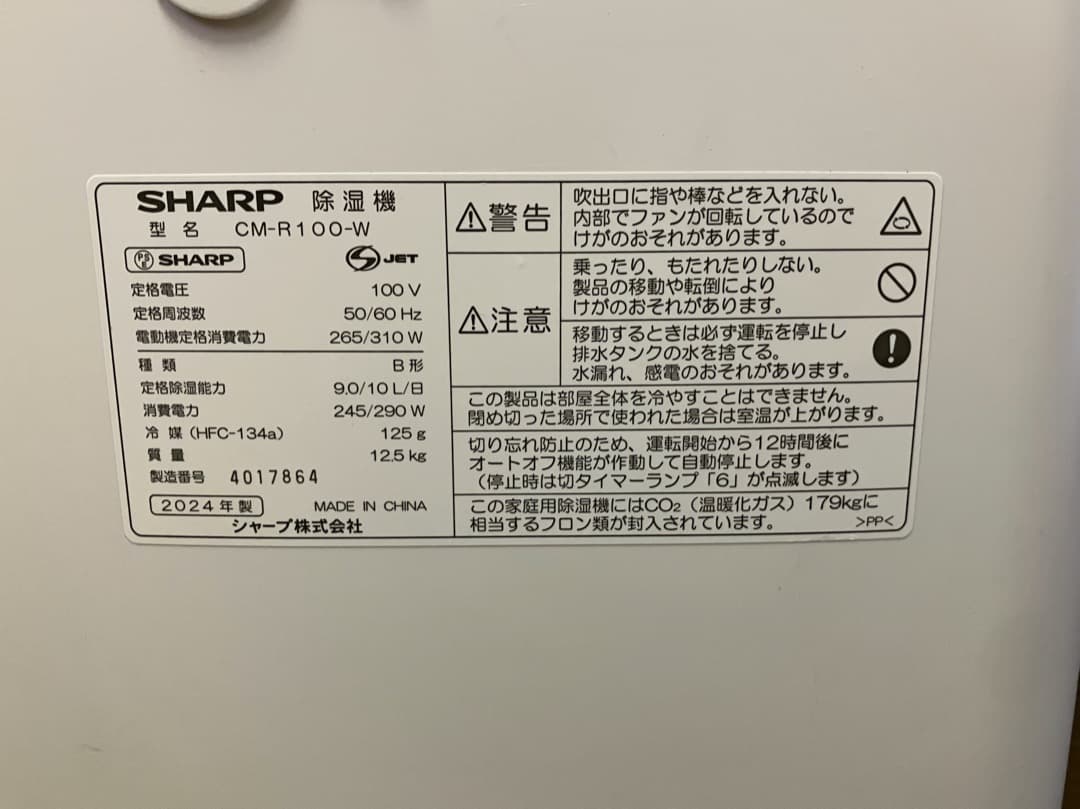 SHARP 除湿機
型名 CM-R100-W
PS E SHARP
S JET
定格電圧 100 V
定格周波数 50/60 Hz
電動機定格消費電力 265/310 W
種類 B形
定格除湿能力 9.0/10 L/日
消費電力 245/290 W
冷媒(HFC-134a) 125 g
質量 12.5 kg
製造番号 4017864
2024年製 MADE IN CHINA
シャープ株式会社
警告
吹出口に指や棒などを入れない。
内部でファンが回転しているので
けがのおそれがあります。
注意
乗ったり、もたれたりしない。
製品の移動や転倒により
けがのおそれがあります。
移動するときは必ず運転を停止し
排水タンクの水を捨てる。
水漏れ、感電のおそれがあります。
この製品は部屋全体を冷やすことはできません。
閉め切った場所で使われた場合は室温が上がります。
切り忘れ防止のため、運転開始から12時間後に
オートオフ機能が作動して自動停止します。
(停止時は切タイマーランプ「6」が点滅します)
この家庭用除湿機にはCO₂(温暖化ガス)179kgに
相当するフロン類が封入されています。
>PP<